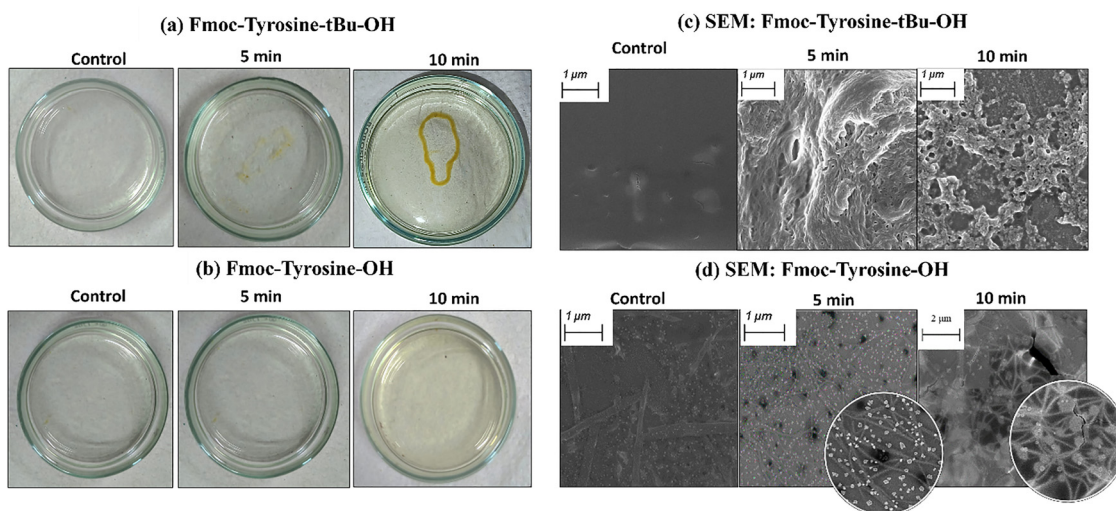 (a) Fmoc-Tyrosine-tBu-OH
Control
5 min
10 min
(b) Fmoc-Tyrosine-OH
Control
5 min
10 min
(c) SEM: Fmoc-Tyrosine-tBu-OH
Control
5 min
10 min
1 μm
1 μm
1 μm
(d) SEM: Fmoc-Tyrosine-OH
Control
5 min
10 min
1 μm
1 μm
2 μm